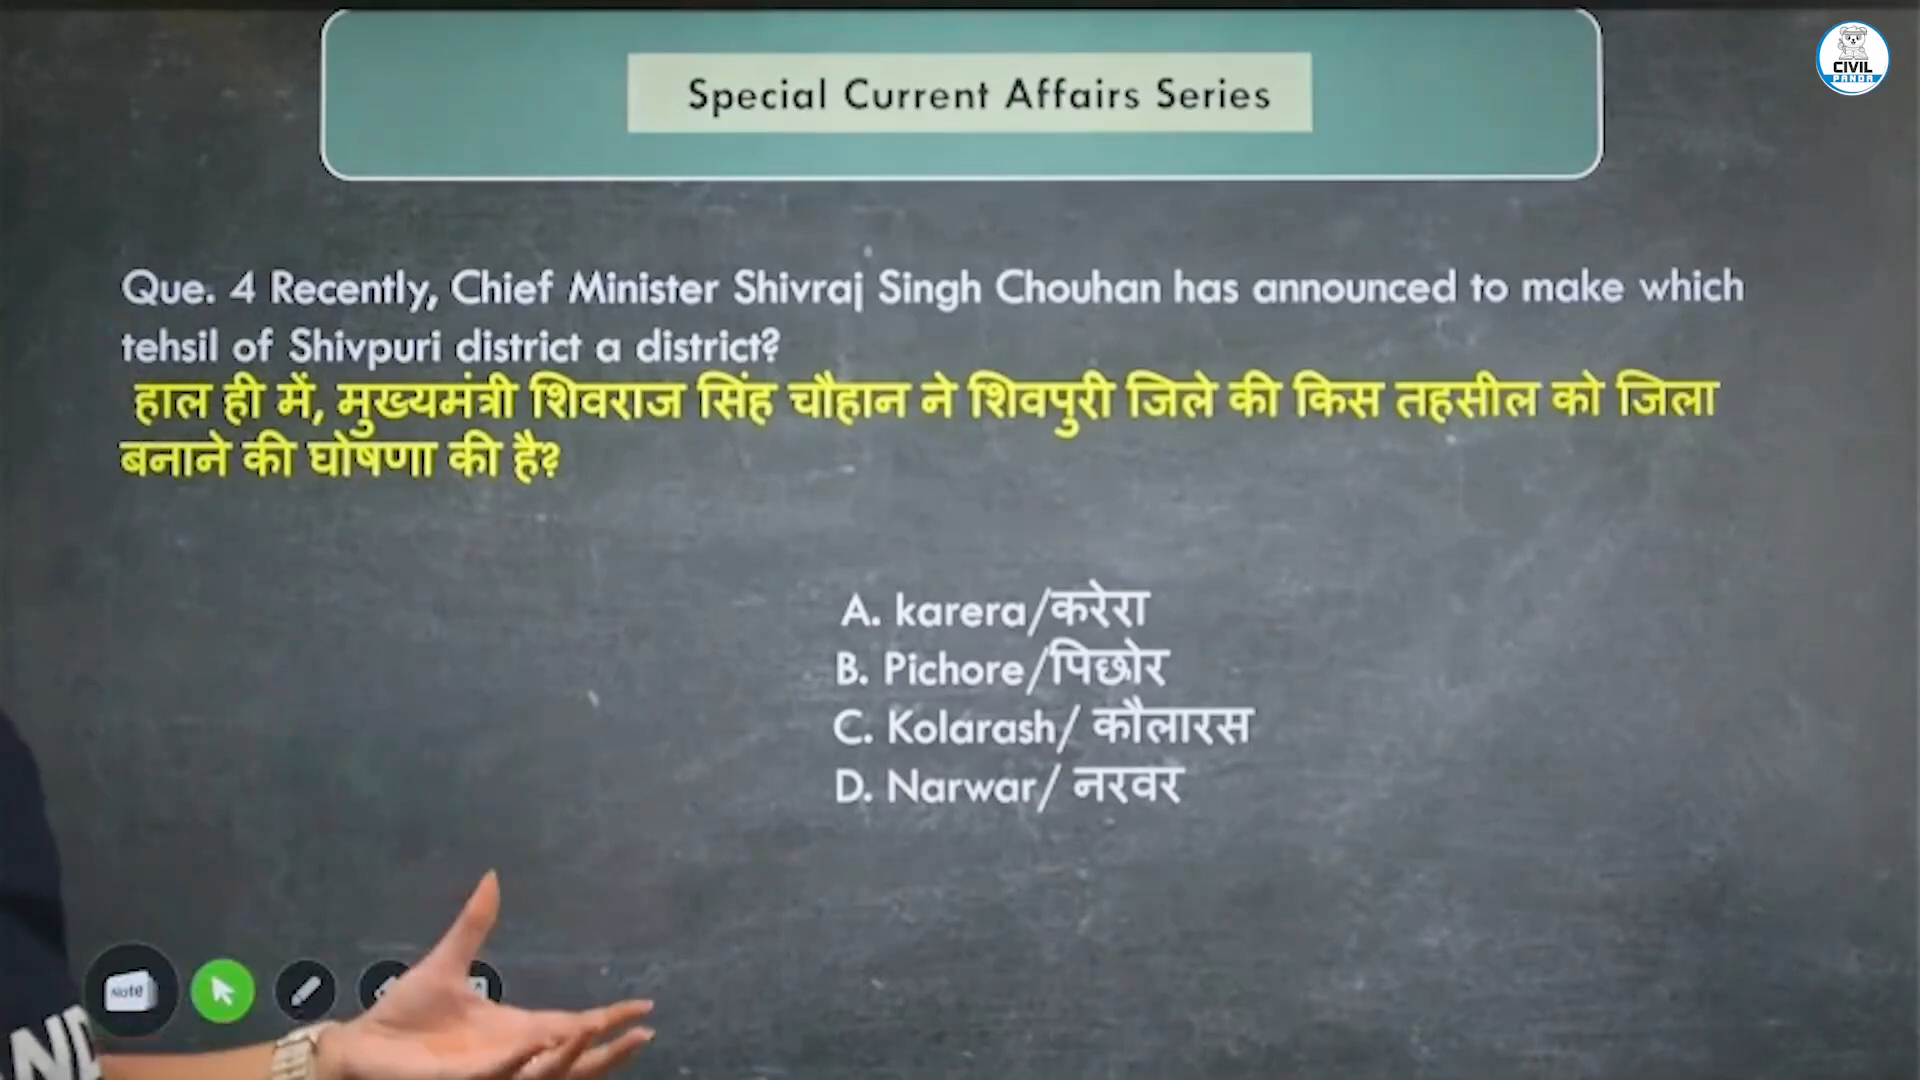 CIVIL
PANDA
Special Current Affairs Series
Que. 4 Recently, Chief Minister Shivraj Singh Chouhan has announced to make which
tehsil of Shivpuri district a district?
हाल ही में, मुख्यमंत्री शिवराज सिंह चौहान ने शिवपुरी जिले की किस तहसील को जिला
बनाने की घोषणा की है?
A. karera/करेरा
B. Pichore/पिछोर
C. Kolarash/ कौलारस
D. Narwar/ नरवर
Note